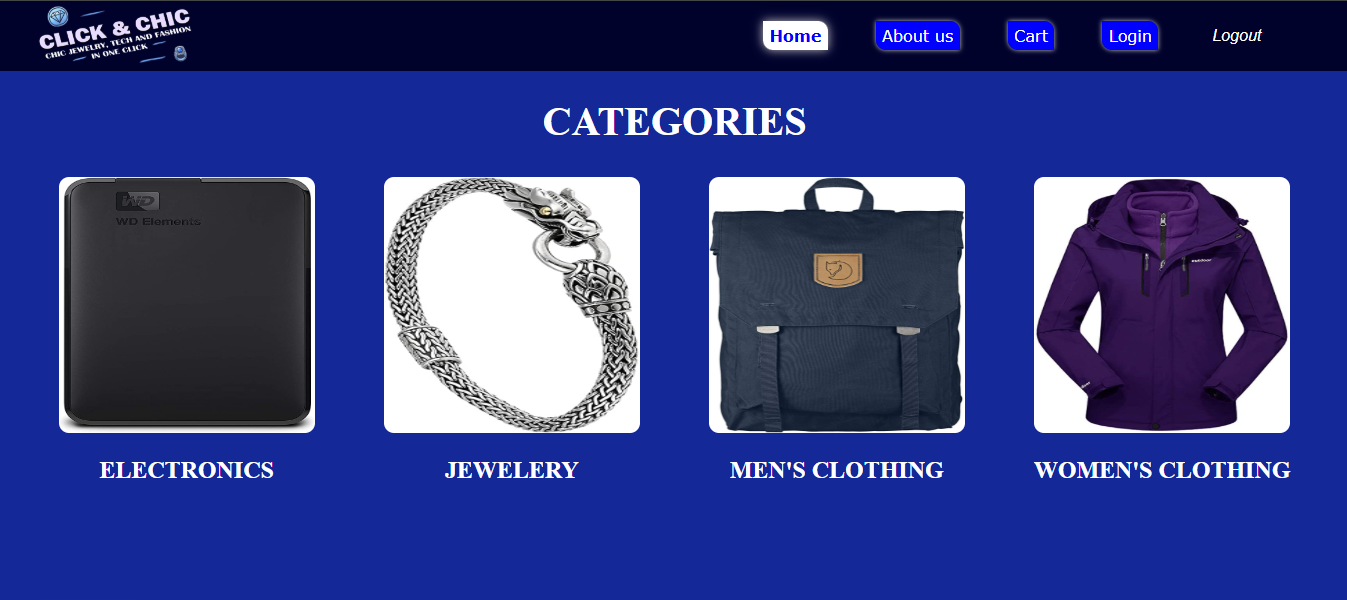 CLICK & CHIC
CHIC JEWELRY, TECH AND FASHION
IN ONE CLICK
Home
About us
Cart
Login
Logout
CATEGORIES
WD
WD Elements
ELECTRONICS
JEWELERY
MEN'S CLOTHING
WOMEN'S CLOTHING